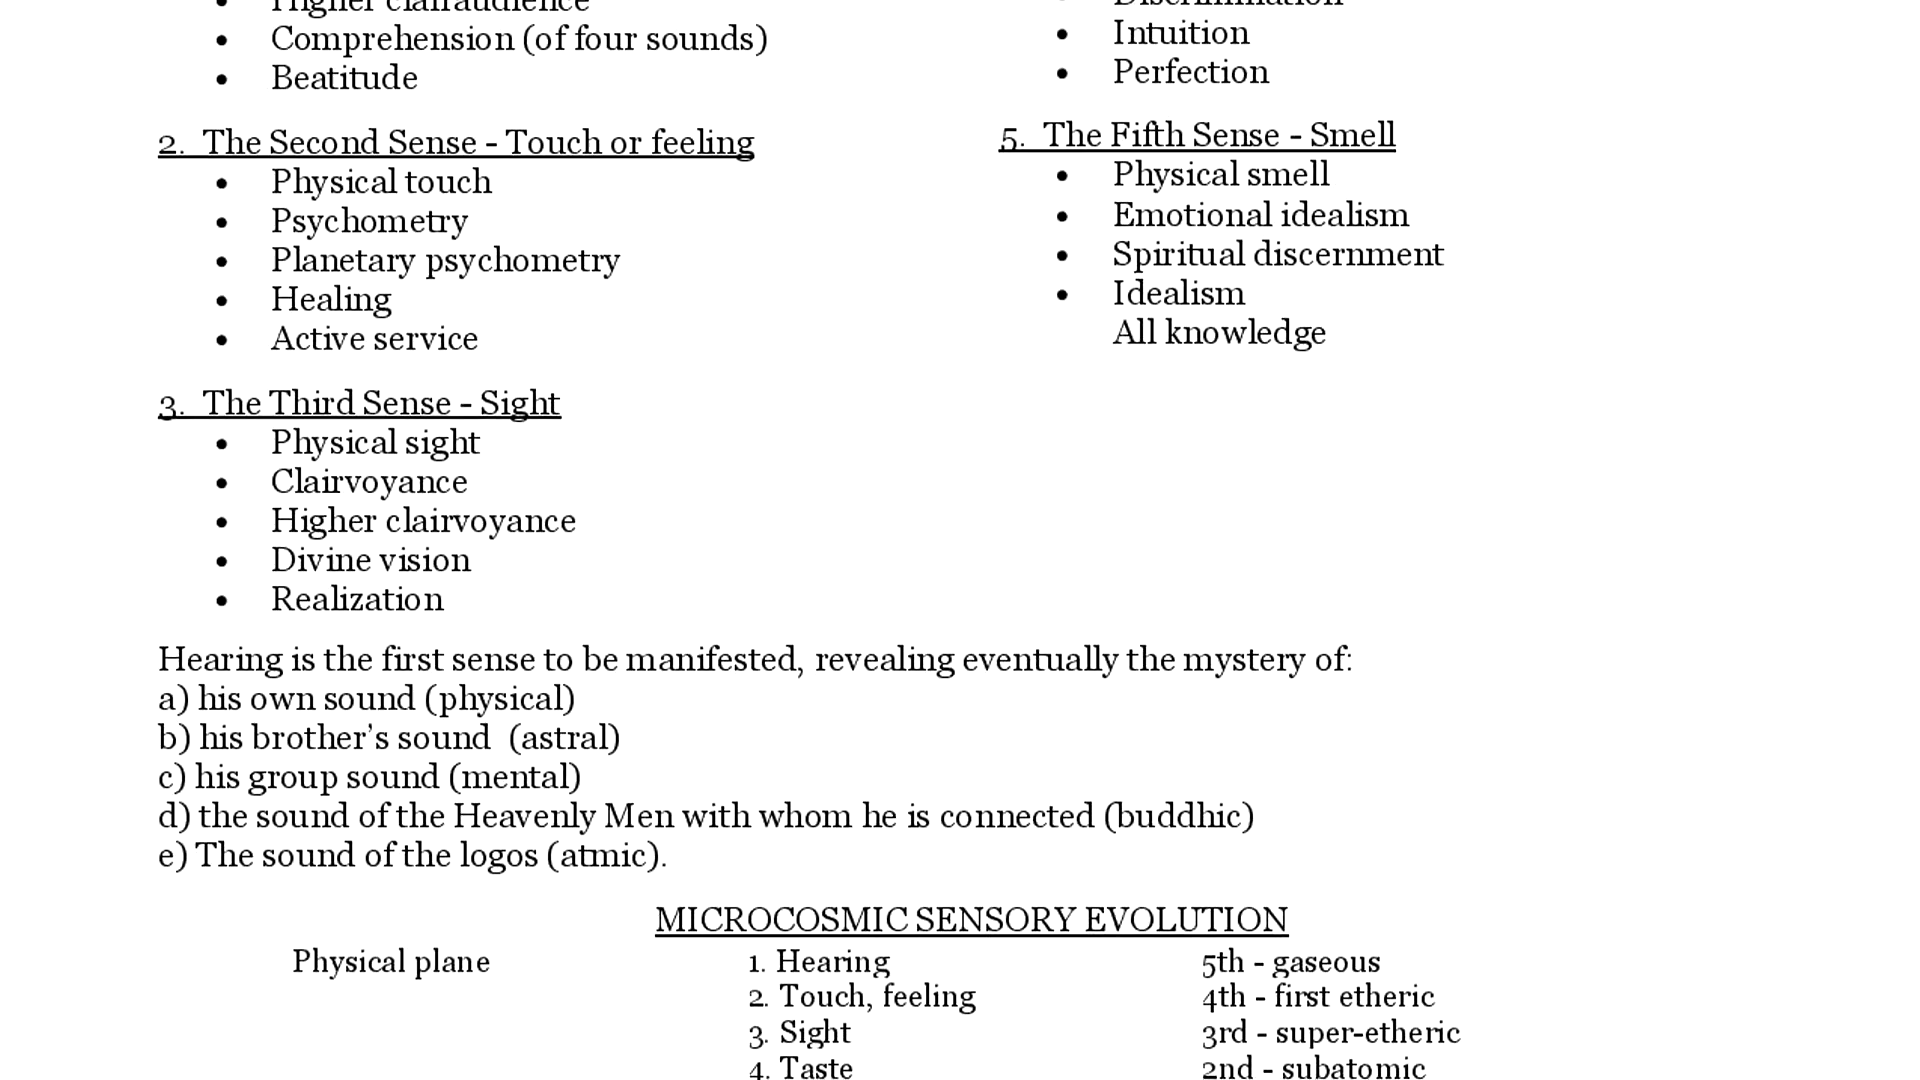 Higher clairaudience
• Comprehension (of four sounds)
• Beatitude
2. The Second Sense - Touch or feeling
• Physical touch
• Psychometry
• Planetary psychometry
• Healing
• Active service
3. The Third Sense - Sight
• Physical sight
• Clairvoyance
• Higher clairvoyance
• Divine vision
• Realization
Discrimination
• Intuition
• Perfection
5. The Fifth Sense - Smell
• Physical smell
• Emotional idealism
• Spiritual discernment
• Idealism
All knowledge
Hearing is the first sense to be manifested, revealing eventually the mystery of:
a) his own sound (physical)
b) his brother’s sound (astral)
c) his group sound (mental)
d) the sound of the Heavenly Men with whom he is connected (buddhic)
e) The sound of the logos (atmic).
MICROCOSMIC SENSORY EVOLUTION
Physical plane 1. Hearing 5th - gaseous
2. Touch, feeling 4th - first etheric
3. Sight 3rd - super-etheric
4. Taste 2nd - subatomic